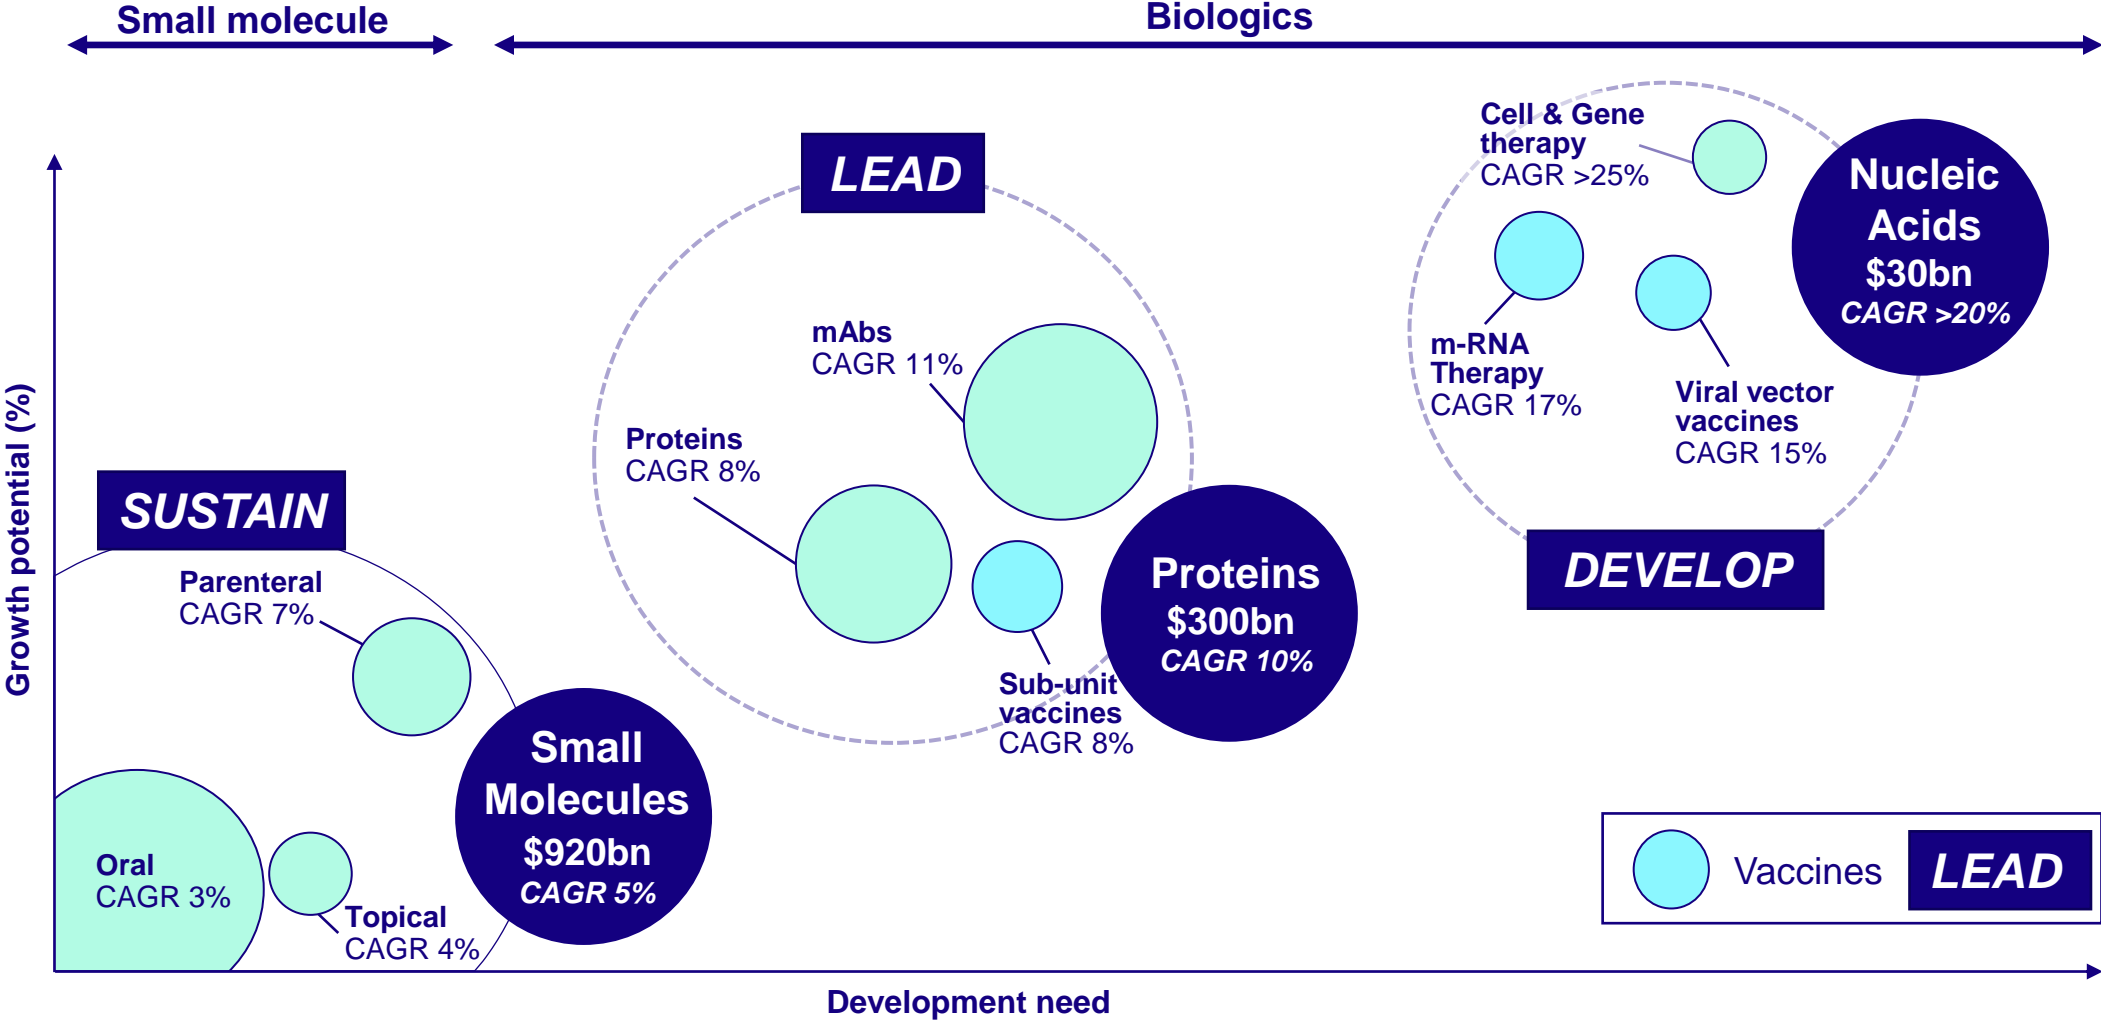 Small molecule
Biologics
Growth potential (%)
SUSTAIN
Parenteral
CAGR 7%
Oral
CAGR 3%
Topical
CAGR 4%
Small
Molecules
$920bn
CAGR 5%
LEAD
mAbs
CAGR 11%
Proteins
CAGR 8%
Sub-unit
vaccines
CAGR 8%
Proteins
$300bn
CAGR 10%
Cell & Gene
therapy
CAGR >25%
m-RNA
Therapy
CAGR 17%
Viral vector
vaccines
CAGR 15%
Nucleic
Acids
$30bn
CAGR >20%
DEVELOP
Vaccines
LEAD
Development need